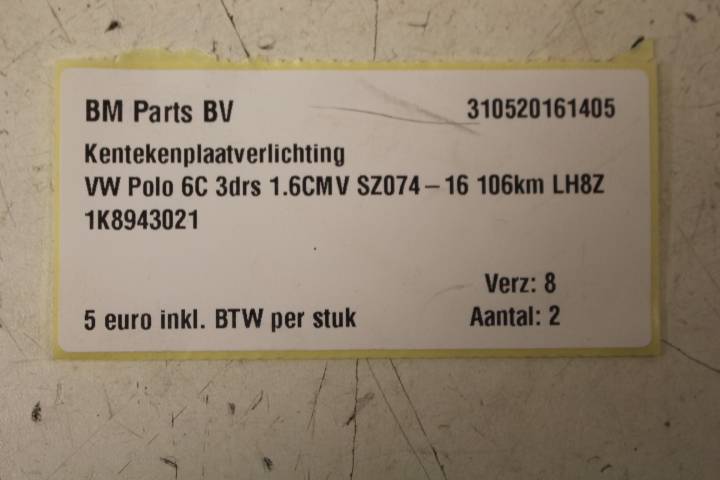 BM Parts BV 310520161405
Kentekenplaatverlichting
VW Polo 6C 3drs 1.6CMV SZ074-16 106km LH8Z
1K8943021
Verz: 8
5 euro inkl. BTW per stuk Aantal: 2